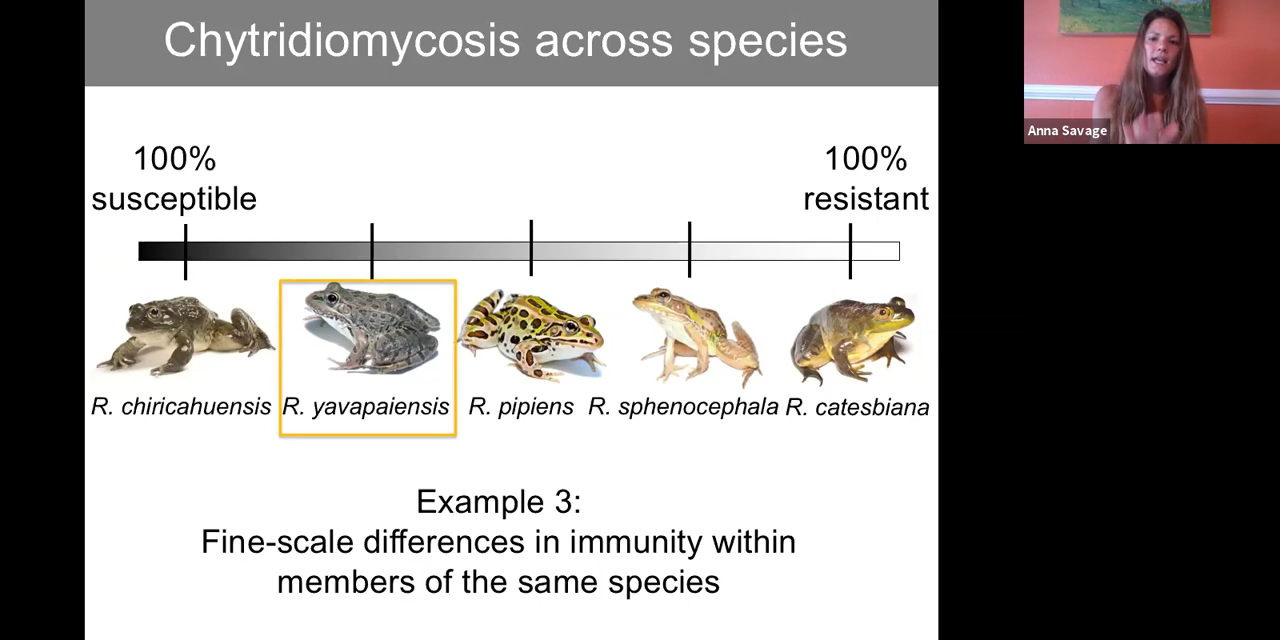 Chytridiomycosis across species
Anna Savage
100%
susceptible
100%
resistant
R. chiricahuensis R. yavapaiensis R. pipiens R. sphenocephala R. catesbiana
Example 3:
Fine-scale differences in immunity within
members of the same species